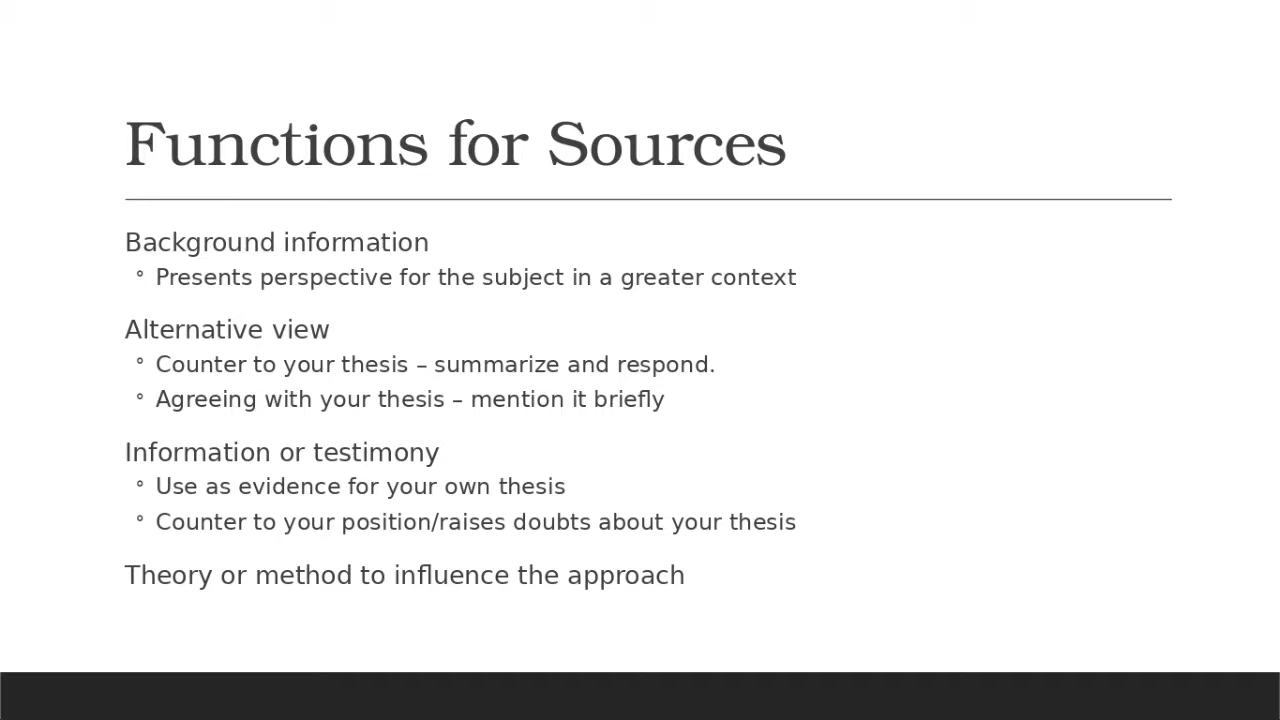 Functions for Sources
Background information
° Presents perspective for the subject in a greater context
Alternative view
° Counter to your thesis – summarize and respond.
° Agreeing with your thesis – mention it briefly
Information or testimony
° Use as evidence for your own thesis
° Counter to your position/raises doubts about your thesis
Theory or method to influence the approach